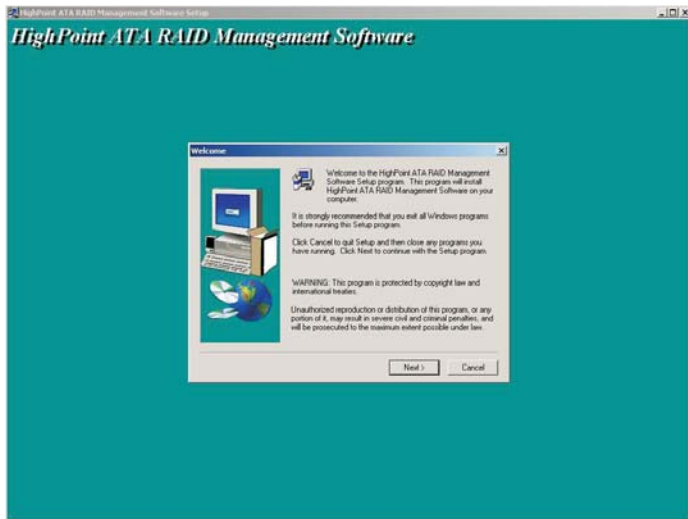 HighPoint ATA RAID Management Software Setup
HighPoint ATA RAID Management Software
Welcome
Welcome to the HighPoint ATA RAID Management
Software Setup program. This program will install
HighPoint ATA RAID Management Software on your
computer.
It is strongly recommended that you exit all Windows programs
before running this Setup program.
Click Cancel to quit Setup and then close any programs you
have running. Click Next to continue with the Setup program.
WARNING: This program is protected by copyright law and
international treaties.
Unauthorized reproduction or distribution of this program, or any
portion of it, may result in severe civil and criminal penalties, and
will be prosecuted to the maximum extent possible under law.
Next >
Cancel